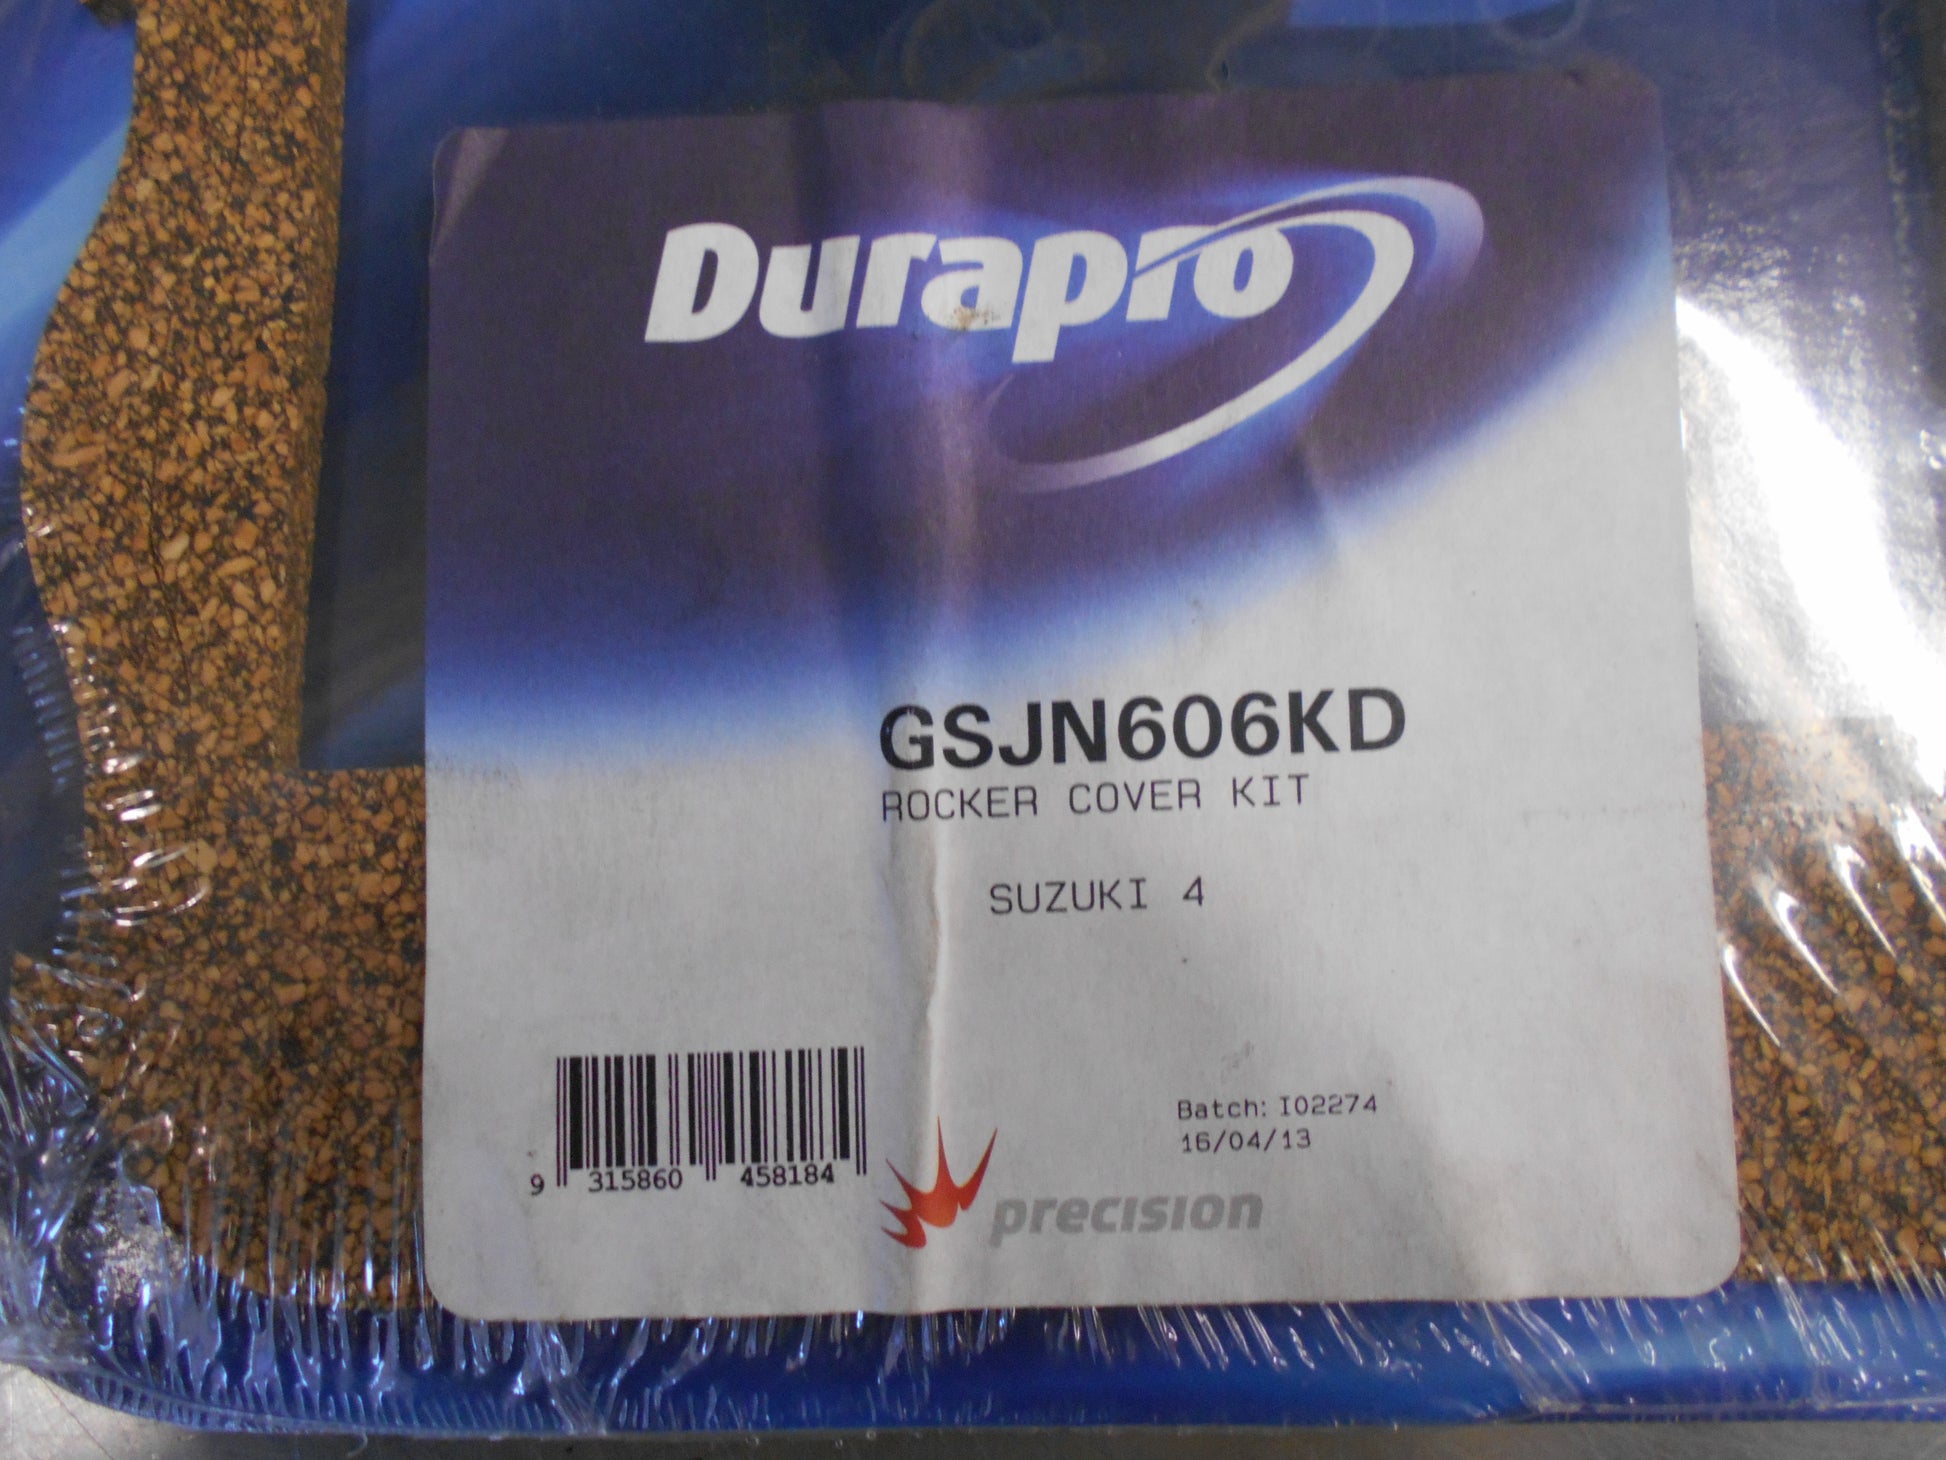 Durapro
GSJN606KD
ROCKER COVER KIT
SUZUKI 4
Batch: I02274
16/04/13
9 315860 458184
precision